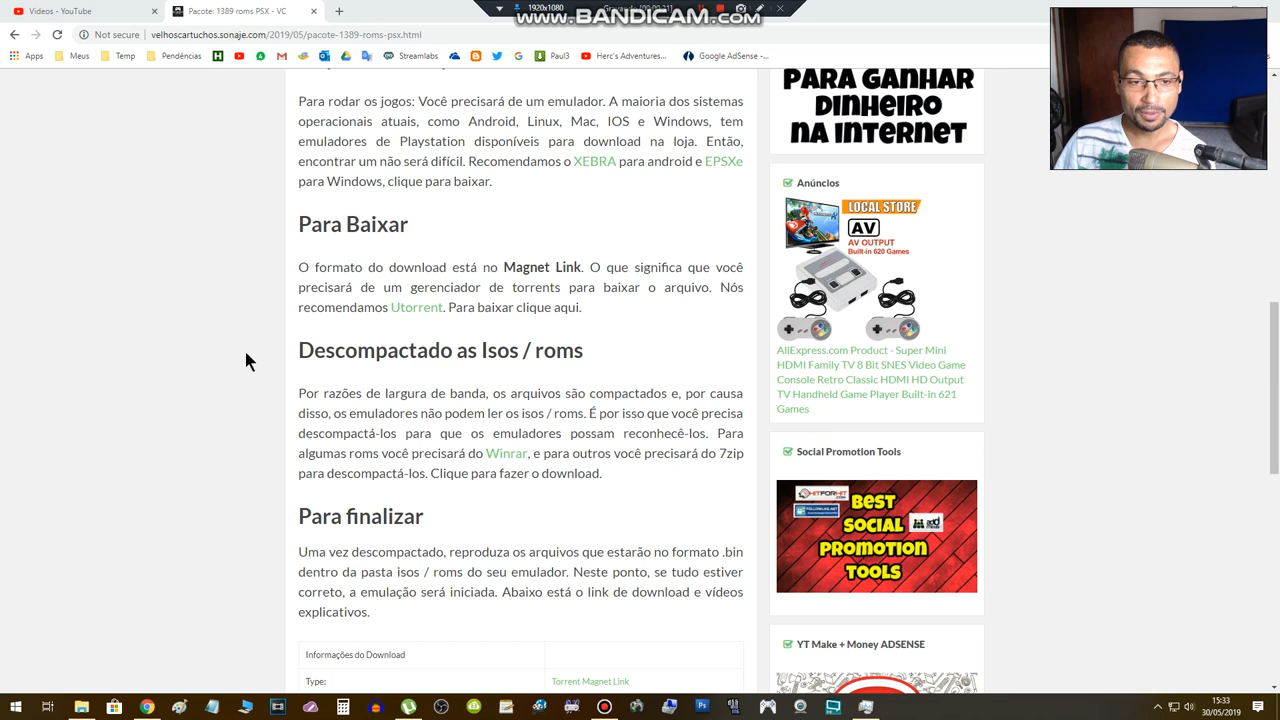 Videos - YouTube
Pacote: 1389 roms PSX - VC
1920x1080
www.BANDICAM.com
Not secure
velhoscartuchos.sonaje.com/2019/05/pacote-1389-roms-psx.html
Apps
Meus
Temp
Pendências
Streamlabs
Paul3
Herc's Adventures...
Google AdSense -...
Para rodar os jogos: Você precisará de um emulador. A maioria dos sistemas
operacionais atuais, como Android, Linux, Mac, IOS e Windows, tem
emuladores de Playstation disponíveis para download na loja. Então,
encontrar um não será difícil. Recomendamos o XEBRA para android e EPSXe
para Windows, clique para baixar.
Para Baixar
O formato do download está no Magnet Link. O que significa que você
precisará de um gerenciador de torrents para baixar o arquivo. Nós
recomendamos Utorrent. Para baixar clique aqui.
Descompactado as Isos / roms
Por razões de largura de banda, os arquivos são compactados e, por causa
disso, os emuladores não podem ler os isos / roms. É por isso que você precisa
descompactá-los para que os emuladores possam reconhecê-los. Para
algumas roms você precisará do Winrar, e para outros você precisará do 7zip
para descompactá-los. Clique para fazer o download.
Para finalizar
Uma vez descompactado, reproduza os arquivos que estarão no formato .bin
dentro da pasta isos / roms do seu emulador. Neste ponto, se tudo estiver
correto, a emulação será iniciada. Abaixo está o link de download e vídeos
explicativos.
Informações do Download
Type:
Torrent Magnet Link
PARA GANHAR
DINHEIRO
NA INTERNET
Anúncios
LOCAL STORE
AV
AV OUTPUT
Built-in 620 Games
AliExpress.com Product - Super Mini
HDMI Family TV 8 Bit SNES Video Game
Console Retro Classic HDMI HD Output
TV Handheld Game Player Built-in 621
Games
Social Promotion Tools
BEST
SOCIAL
PROMOTION
TOOLS
YT Make + Money ADSENSE
15:33
30/05/2019